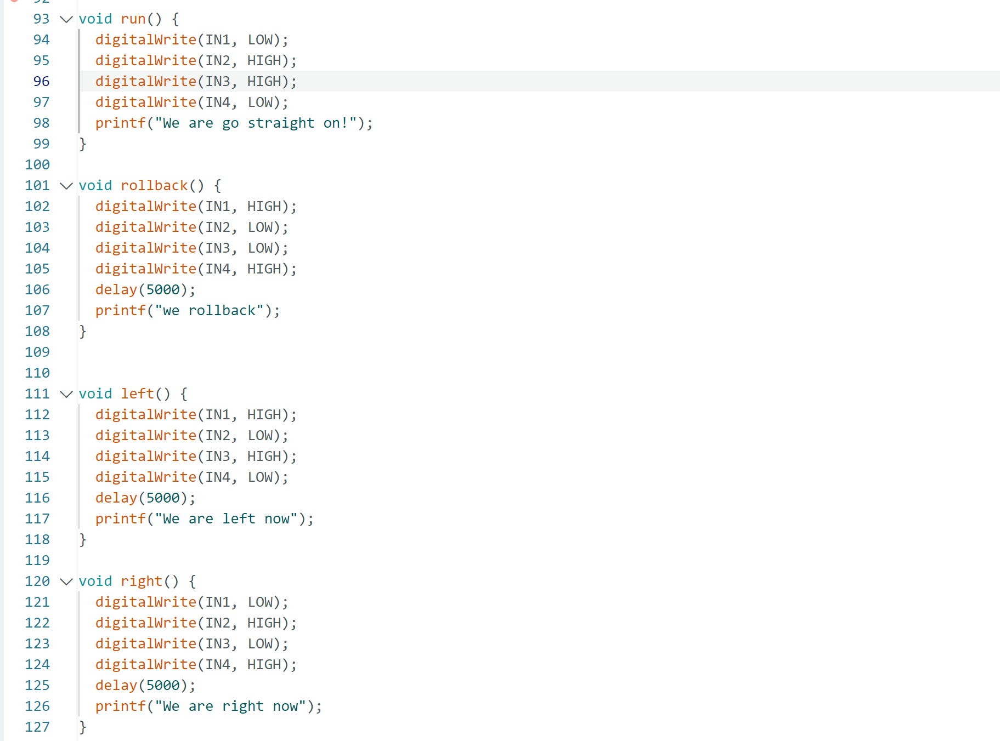 93 void run() {
94 digitalWrite(IN1, LOW);
95 digitalWrite(IN2, HIGH);
96 digitalWrite(IN3, HIGH);
97 digitalWrite(IN4, LOW);
98 printf("We are go straight on!");
99 }
100
101 void rollback() {
102 digitalWrite(IN1, HIGH);
103 digitalWrite(IN2, LOW);
104 digitalWrite(IN3, LOW);
105 digitalWrite(IN4, HIGH);
106 delay(5000);
107 printf("we rollback");
108 }
109
110
111 void left() {
112 digitalWrite(IN1, HIGH);
113 digitalWrite(IN2, LOW);
114 digitalWrite(IN3, HIGH);
115 digitalWrite(IN4, LOW);
116 delay(5000);
117 printf("We are left now");
118 }
119
120 void right() {
121 digitalWrite(IN1, LOW);
122 digitalWrite(IN2, HIGH);
123 digitalWrite(IN3, LOW);
124 digitalWrite(IN4, HIGH);
125 delay(5000);
126 printf("We are right now");
127 }